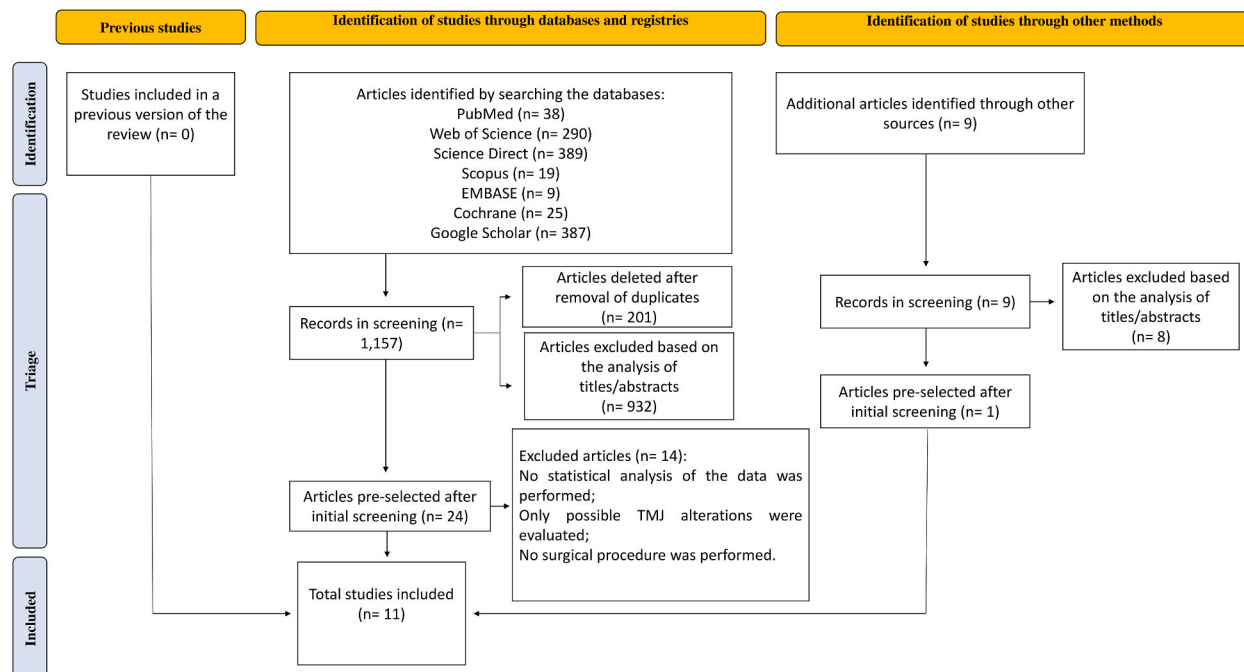 Previous studies
Identification of studies through databases and registries
Identification of studies through other methods
Identification
Studies included in a
previous version of the
review (n= 0)
Articles identified by searching the databases:
PubMed (n= 38)
Web of Science (n= 290)
Science Direct (n= 389)
Scopus (n= 19)
EMBASE (n= 9)
Cochrane (n= 25)
Google Scholar (n= 387)
Additional articles identified through other
sources (n= 9)
Triage
Records in screening (n=
1,157)
Articles deleted after
removal of duplicates
(n= 201)
Articles excluded based on
the analysis of
titles/abstracts
(n= 932)
Records in screening (n= 9)
Articles excluded based
on the analysis of
titles/abstracts
(n= 8)
Articles pre-selected after
initial screening (n= 1)
Articles pre-selected after
initial screening (n= 24)
Excluded articles (n= 14):
No statistical analysis of the data was
performed;
Only possible TMJ alterations were
evaluated;
No surgical procedure was performed.
Included
Total studies included
(n= 11)